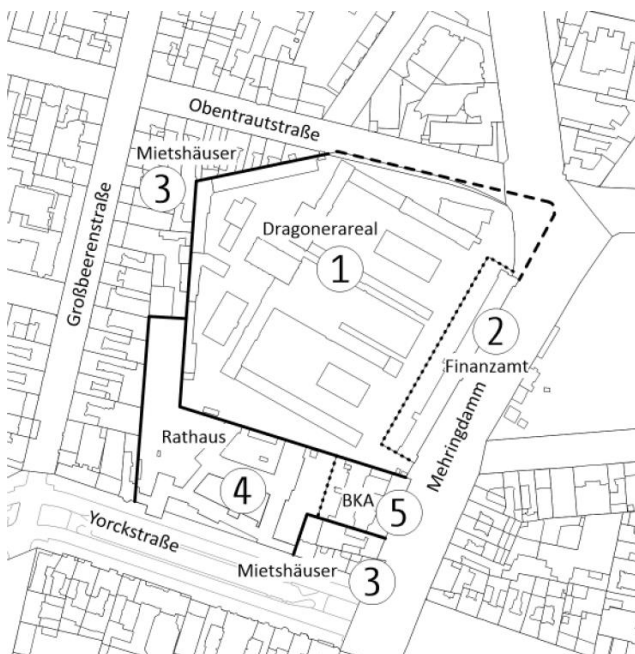 Obentrautstraße
Mietshäuser
3
Großbeerenstraße
Dragonerareal
1
2
Finanzamt
Mehringdamm
Rathaus
4
BKA
5
Yorckstraße
Mietshäuser
3